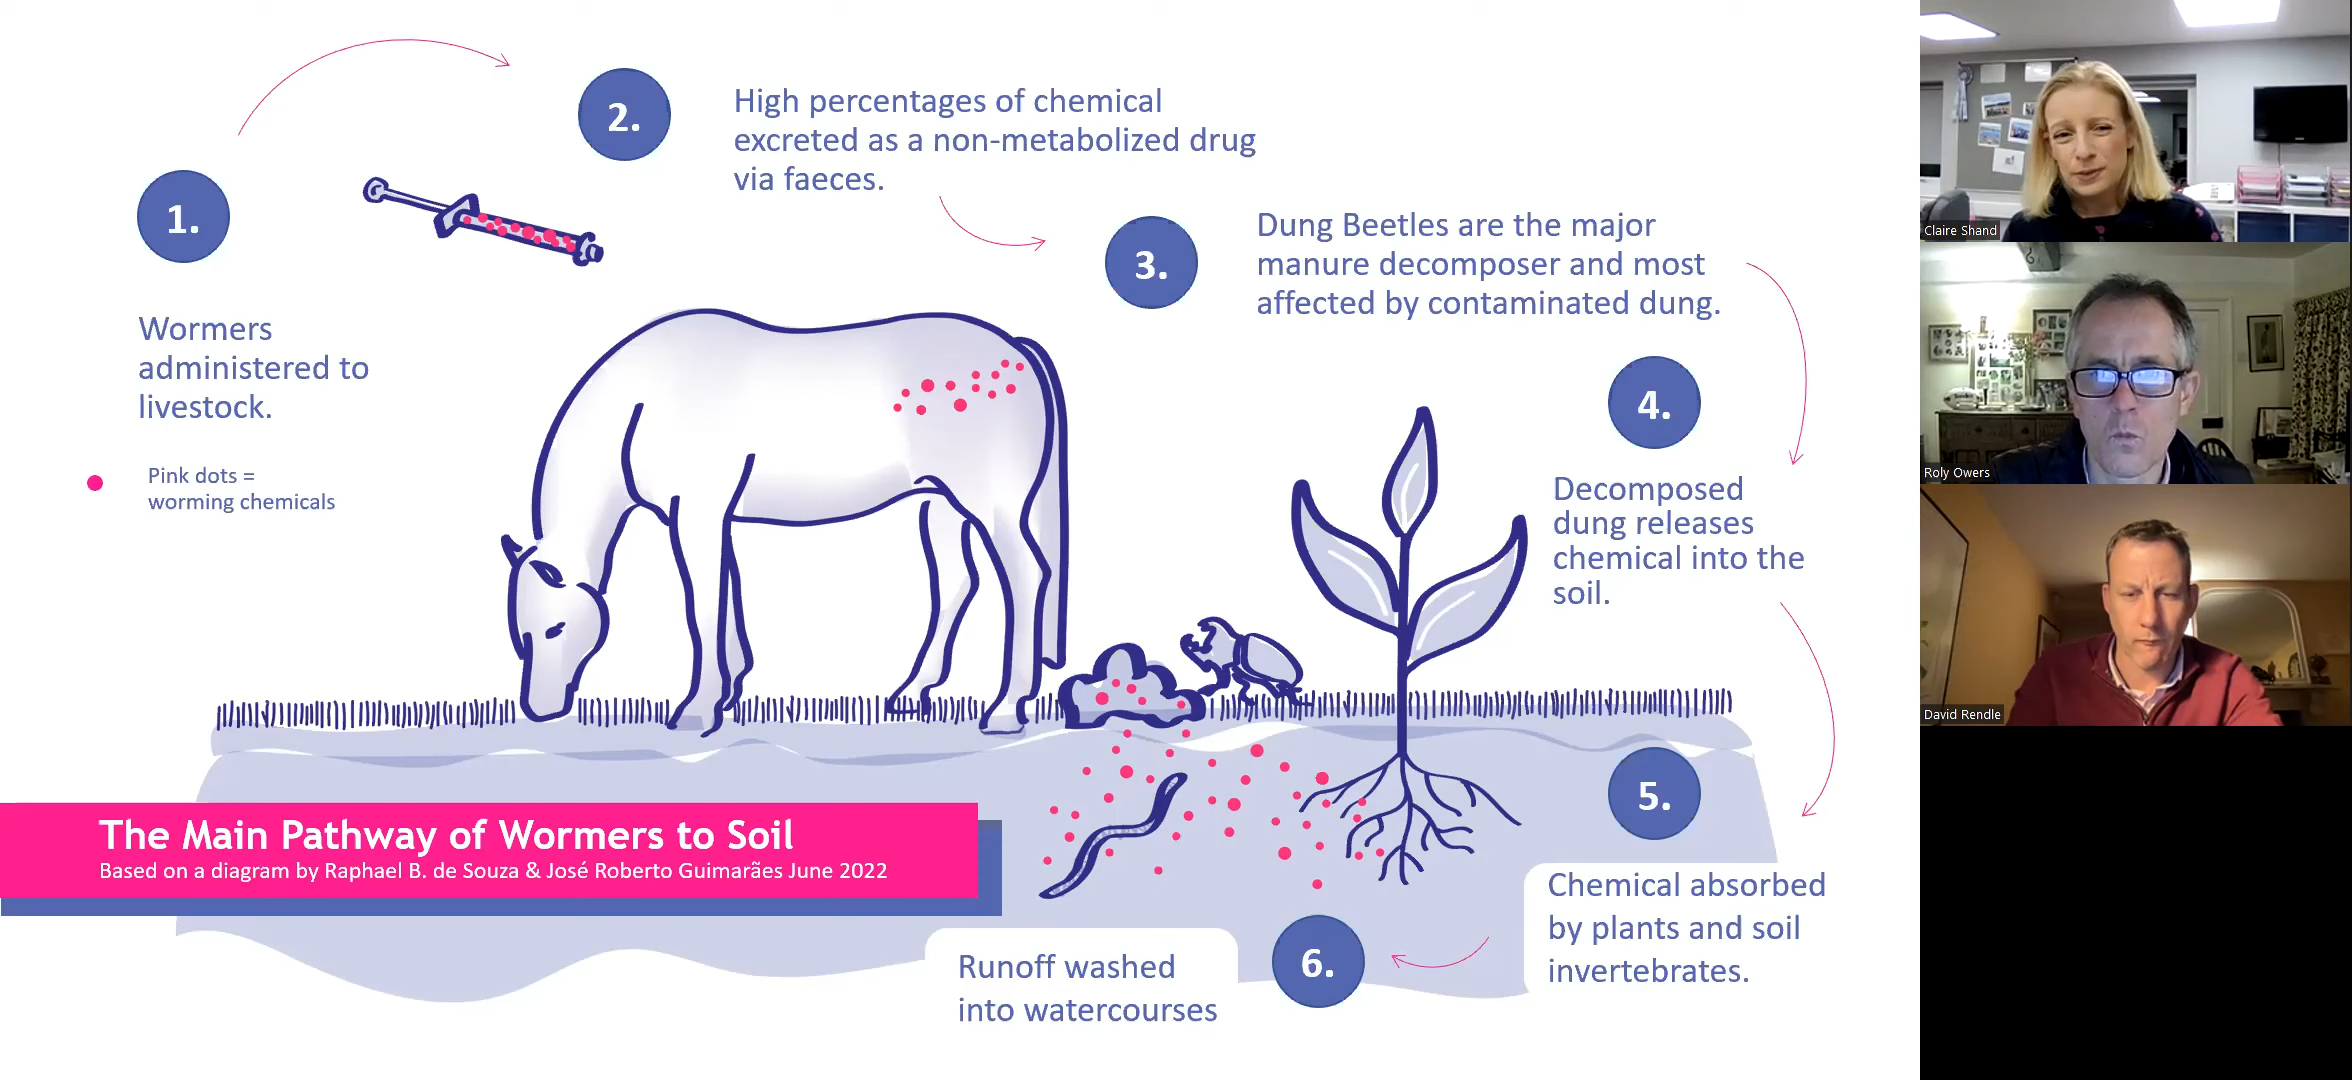 1.
Wormers
administered to
livestock.
Pink dots =
worming chemicals
2.
High percentages of chemical
excreted as a non-metabolized drug
via faeces.
3.
Dung Beetles are the major
manure decomposer and most
affected by contaminated dung.
4.
Decomposed
dung releases
chemical into the
soil.
5.
Chemical absorbed
by plants and soil
invertebrates.
6.
Runoff washed
into watercourses
The Main Pathway of Wormers to Soil
Based on a diagram by Raphael B. de Souza & José Roberto Guimarães June 2022
Claire Shand
Roly Owers
David Rendle